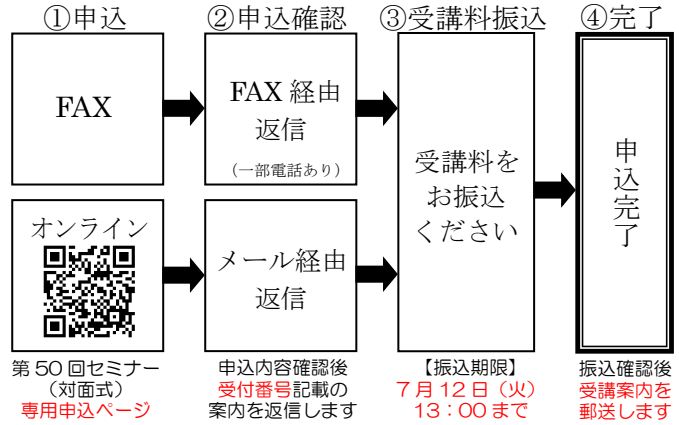 ①申込
②申込確認
③受講料振込
④完了
FAX
FAX 経由
返信
(一部電話あり)
受講料を
お振込
ください
申込完了
オンライン
メール経由
返信
第 50 回セミナー
(対面式)
専用申込ページ
申込内容確認後
受付番号記載の
案内を返信します
【振込期限】
7月12日（火）
13：00 まで
振込確認後
受講案内を
郵送します